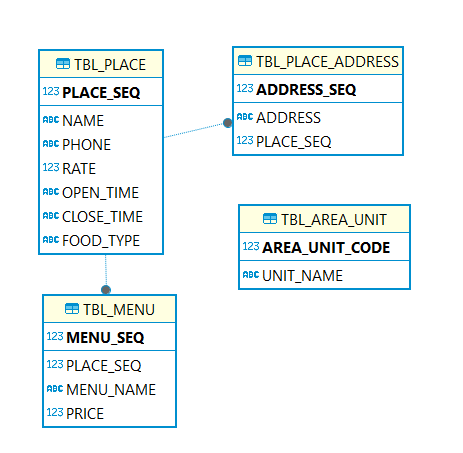 TBL_PLACE
123 PLACE_SEQ
ABC NAME
ABC PHONE
123 RATE
ABC OPEN_TIME
ABC CLOSE_TIME
ABC FOOD_TYPE
TBL_PLACE_ADDRESS
123 ADDRESS_SEQ
ABC ADDRESS
123 PLACE_SEQ
TBL_AREA_UNIT
123 AREA_UNIT_CODE
ABC UNIT_NAME
TBL_MENU
123 MENU_SEQ
123 PLACE_SEQ
ABC MENU_NAME
123 PRICE